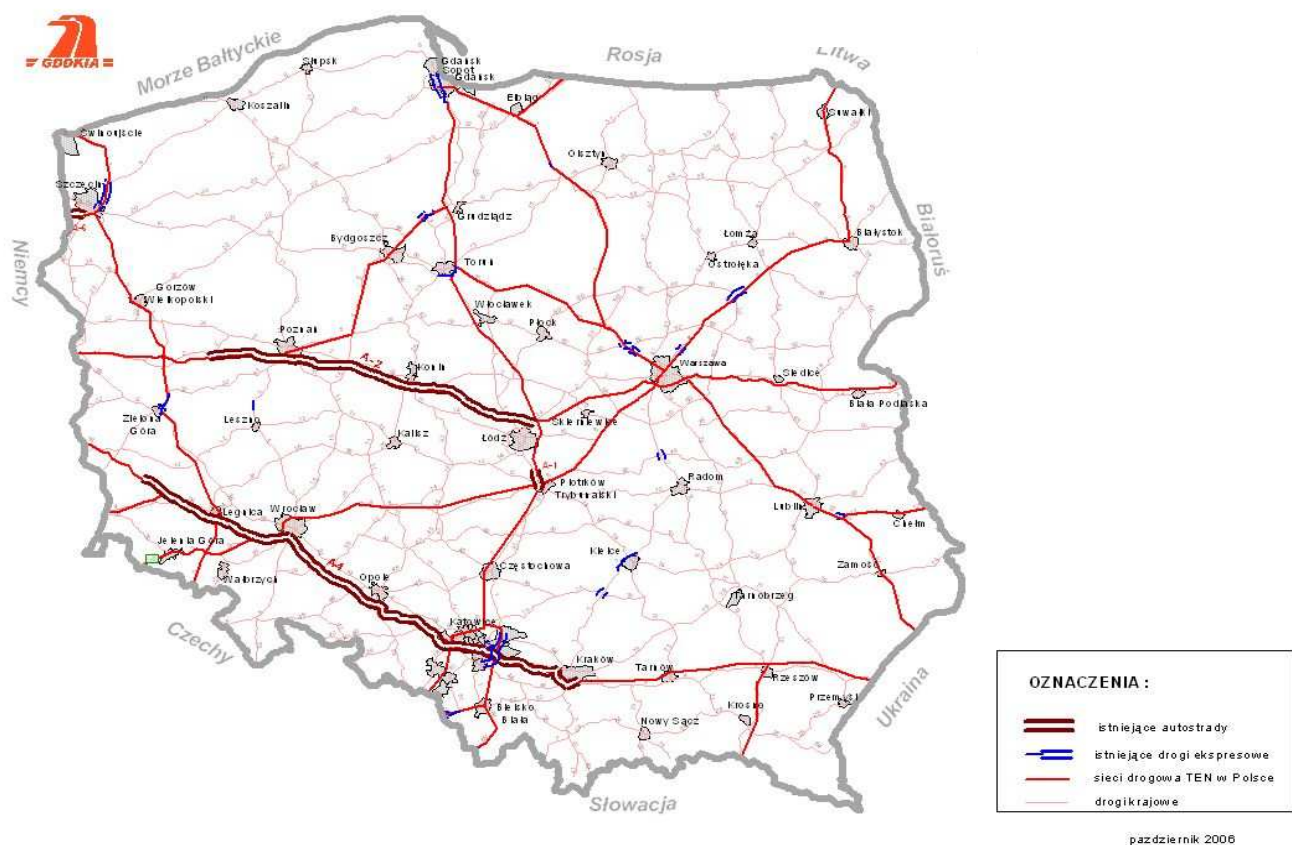 GDDKIA
Morze Bałtyckie
Rosja
Litwa
Słupsk
Gdańsk
Sopot
Gdańsk
Koszalin
Elbląg
Suwałki
Świnoujście
Olsztyn
Szczecin
Grudziądz
Białoruś
Niemcy
Bydgoszcz
Łomża
Białystok
Toruń
Ostrołęka
Gorzów
Wielkopolski
Włocławek
Płock
Poznań
A-2
Konin
Warszawa
Siedlce
Biała Podlaska
Zielona
Góra
Leszno
Skierniewice
Kalisz
Łódź
A-1
Piotrków
Trybunalski
Radom
Legnica
Wrocław
Lublin
Chełm
Jelenia Góra
Kielce
Wałbrzych
A-4
Opole
Częstochowa
Zamość
Tarnobrzeg
Czechy
Katowice
Kraków
Tarnów
Rzeszów
Przemyśl
Ukraina
Bielsko
Biała
Nowy Sącz
Krosno
Słowacja
OZNACZENIA :
istniejące autostrady
istniejące drogi ekspresowe
sieci drogowa TEN w Polsce
drogi krajowe
pazdziernik 2006